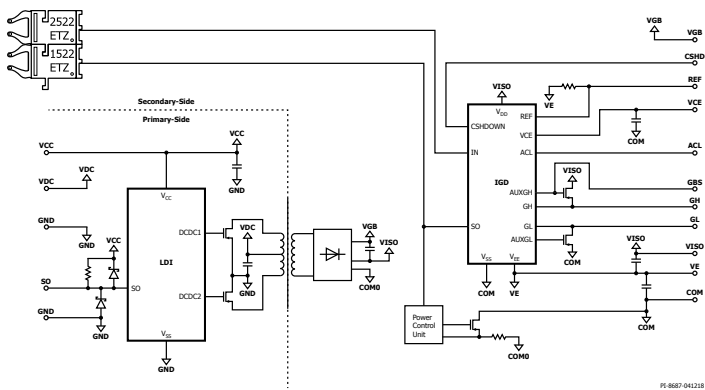 2522
ETZ
1522
ETZ
Secondary-Side
Primary-Side
VCC
VCC
GND
VDC
VDC
GND
GND
VCC
SO
SO
GND
GND
VCC
LDI
DCDC1
DCDC2
VSS
GND
VDC
GND
VGB
VISO
COM0
VISO
VDD
CSHDOWN
IN
SO
IGD
REF
VCE
ACL
AUXGH
GH
GL
AUXGL
VSS
VEE
COM
VE
VE
COM
VISO
COM
VISO
COM
Power
Control
Unit
COM0
VGB
VGB
CSHD
REF
VCE
ACL
GBS
GH
GL
VISO
VE
COM
PI-8687-041218